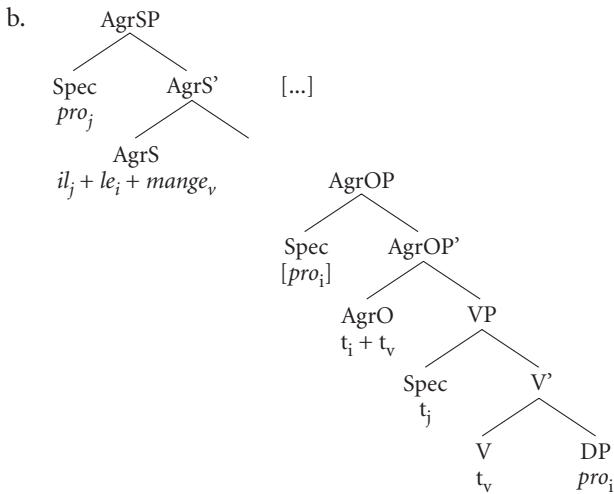 b.
AgrSP
Spec AgrS’ [...]
pro_j
AgrS
il_j + le_i + mange_v
AgrOP
Spec AgrOP’
[pro_i]
AgrO VP
t_i + t_v
Spec V’
t_j
V DP
t_v pro_i